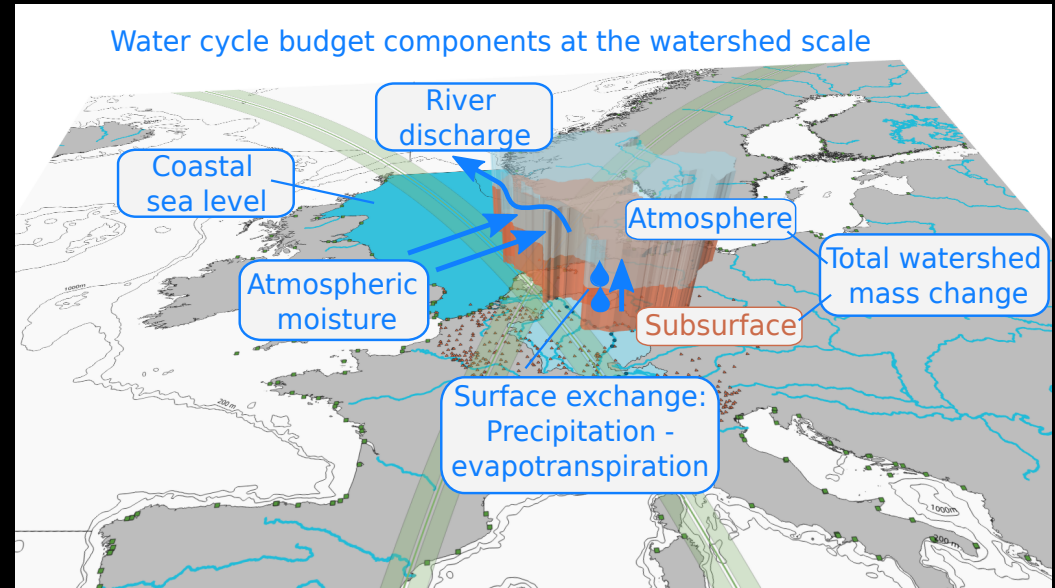 Water cycle budget components at the watershed scale
River
discharge
Coastal
sea level
Atmosphere
Total watershed
mass change
Atmospheric
moisture
Subsurface
Surface exchange:
Precipitation -
evapotranspiration
1000m
200 m
1000m
200 m